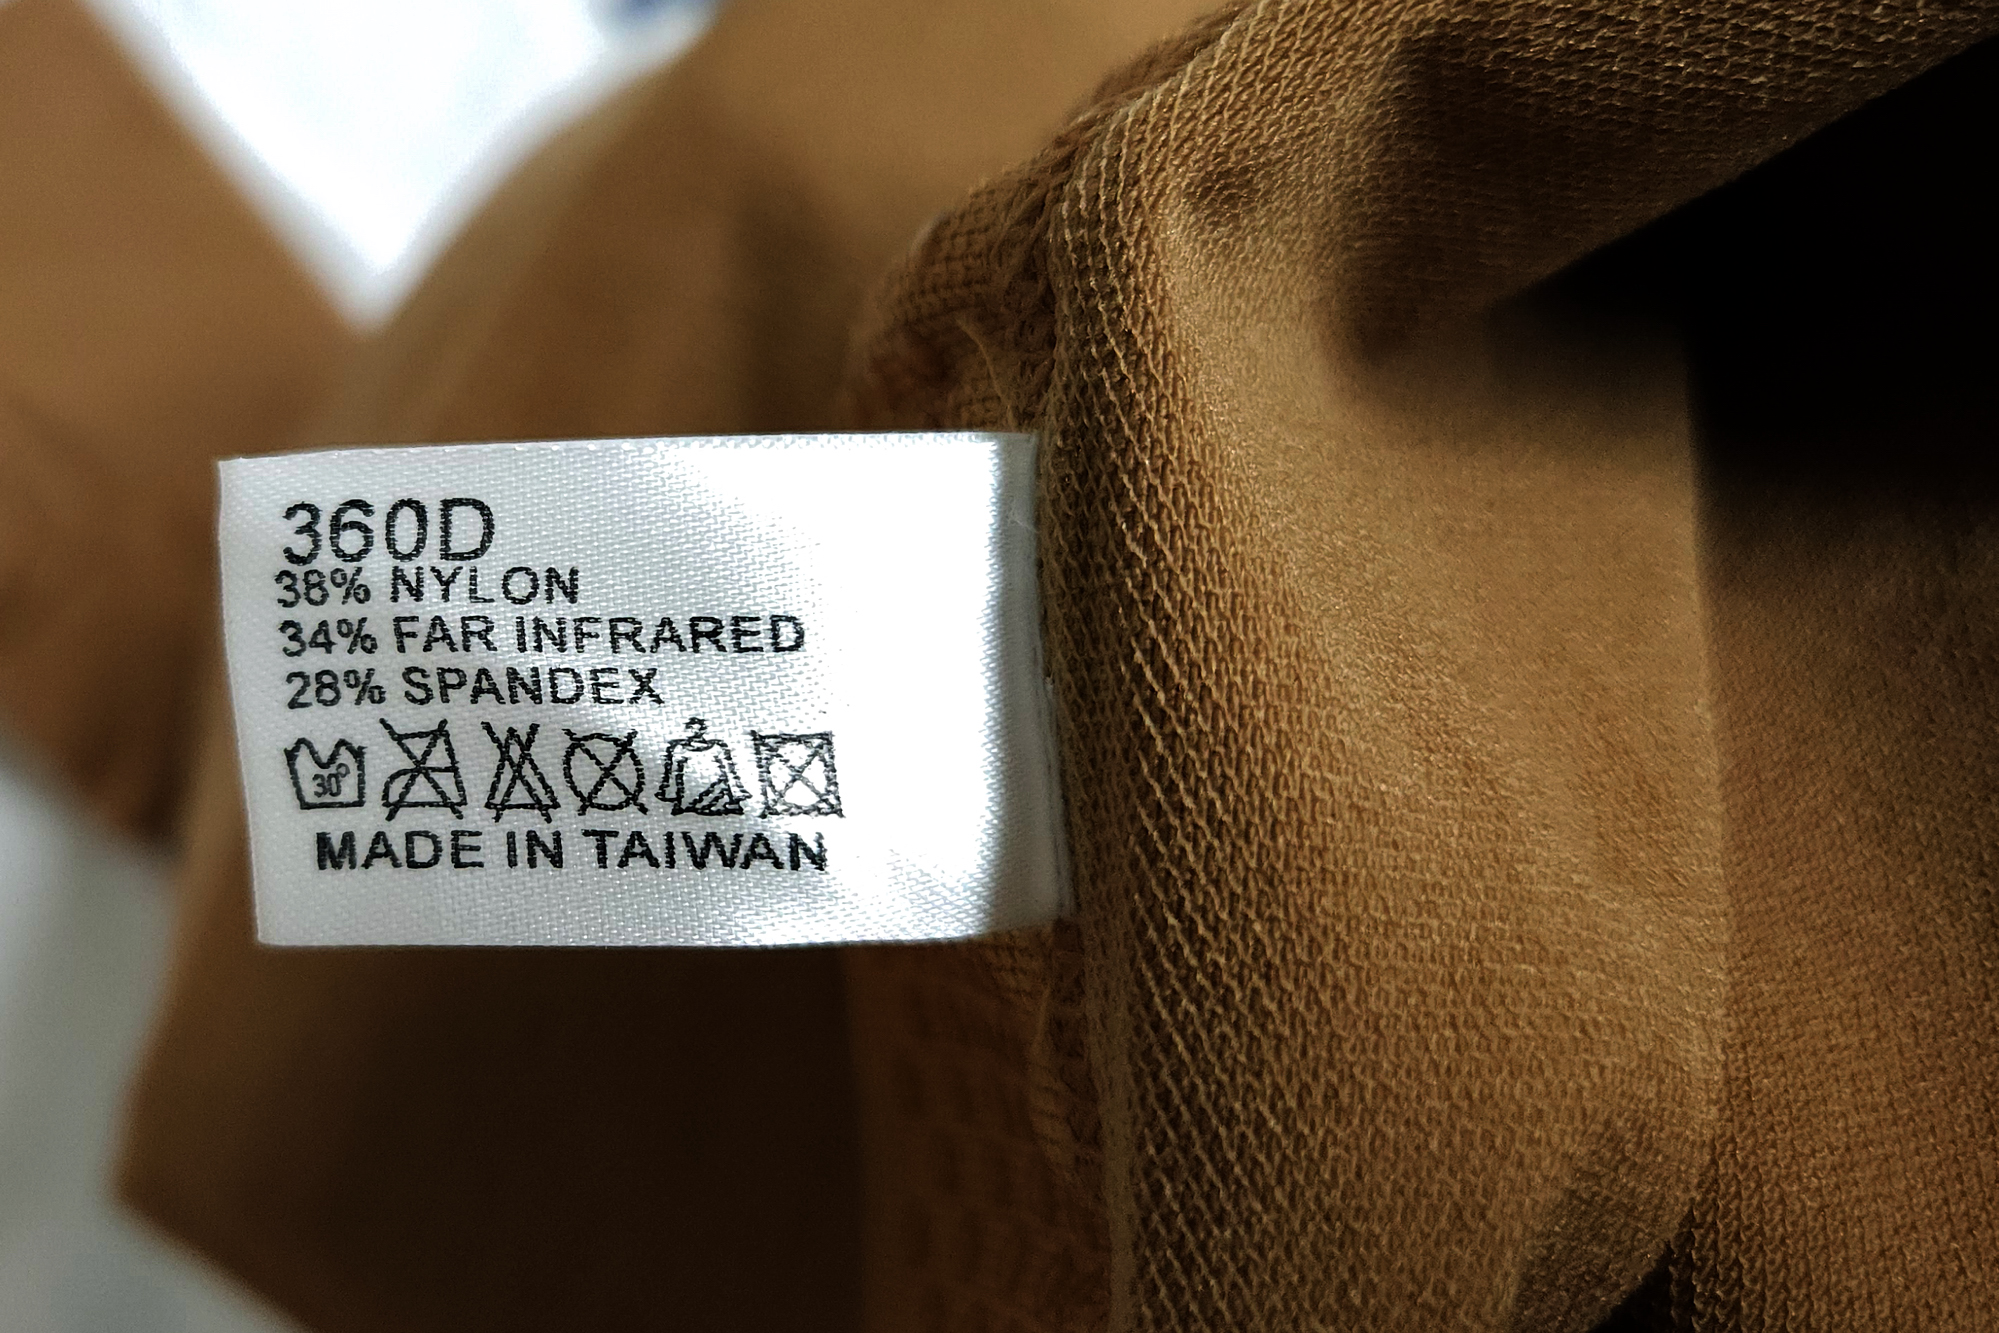 360D
38% NYLON
34% FAR INFRARED
28% SPANDEX
30°
MADE IN TAIWAN